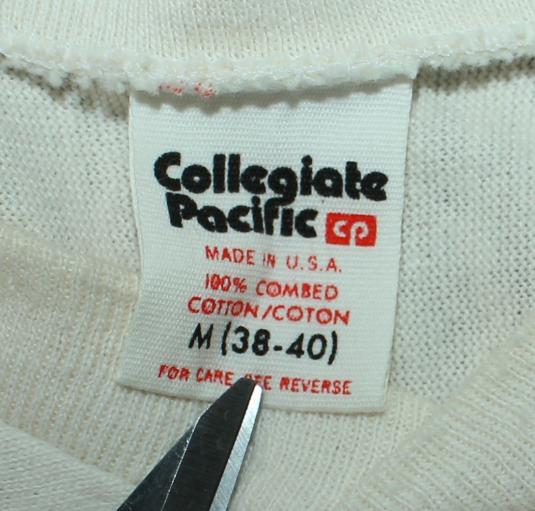 Collegiate
Pacific cp
MADE IN U.S.A.
100% COMBED
COTTON/COTON
M (38-40)
FOR CARE SEE REVERSE